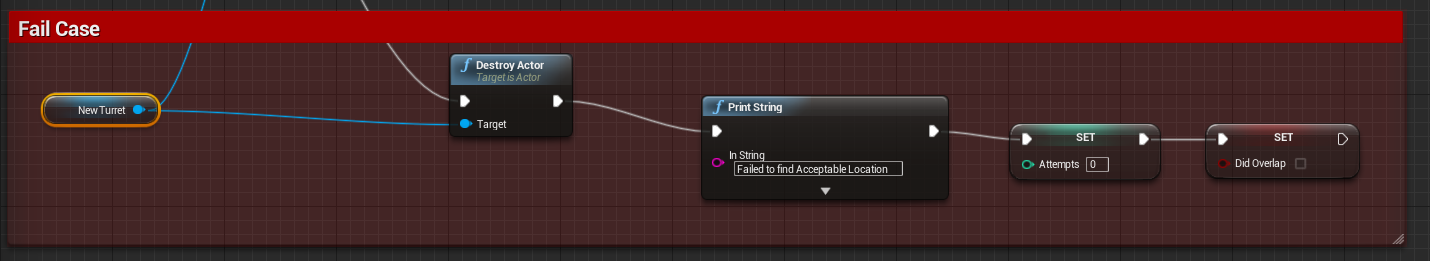 Fail Case
Destroy Actor
Target is Actor
New Turret
Target
Print String
In String
Failed to find Acceptable Location
SET
Attempts 0
SET
Did Overlap